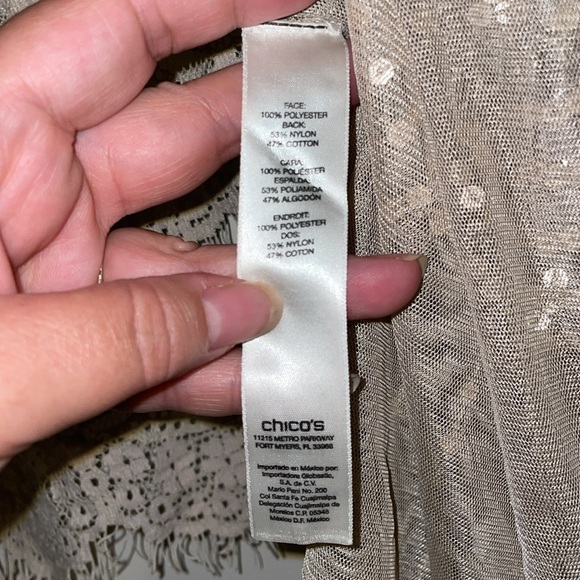 FACE:
100% POLYESTER
BACK:
53% NYLON
47% COTTON
CARA:
100% POLIÉSTER
ESPALDA:
53% POLIAMIDA
47% ALGODÓN
ENDROIT:
100% POLYESTER
DOS:
53% NYLON
47% COTON
chico's
11215 METRO PARKWAY
FORT MYERS, FL 33966
Importado en México por:
Importadora Globastic,
S.A. de C.V.
Mario Pani No. 200
Col Santa Fe Cuajimalpa
Delegación Cuajimalpa de
Morelos C.P. 05348
México D.F. México